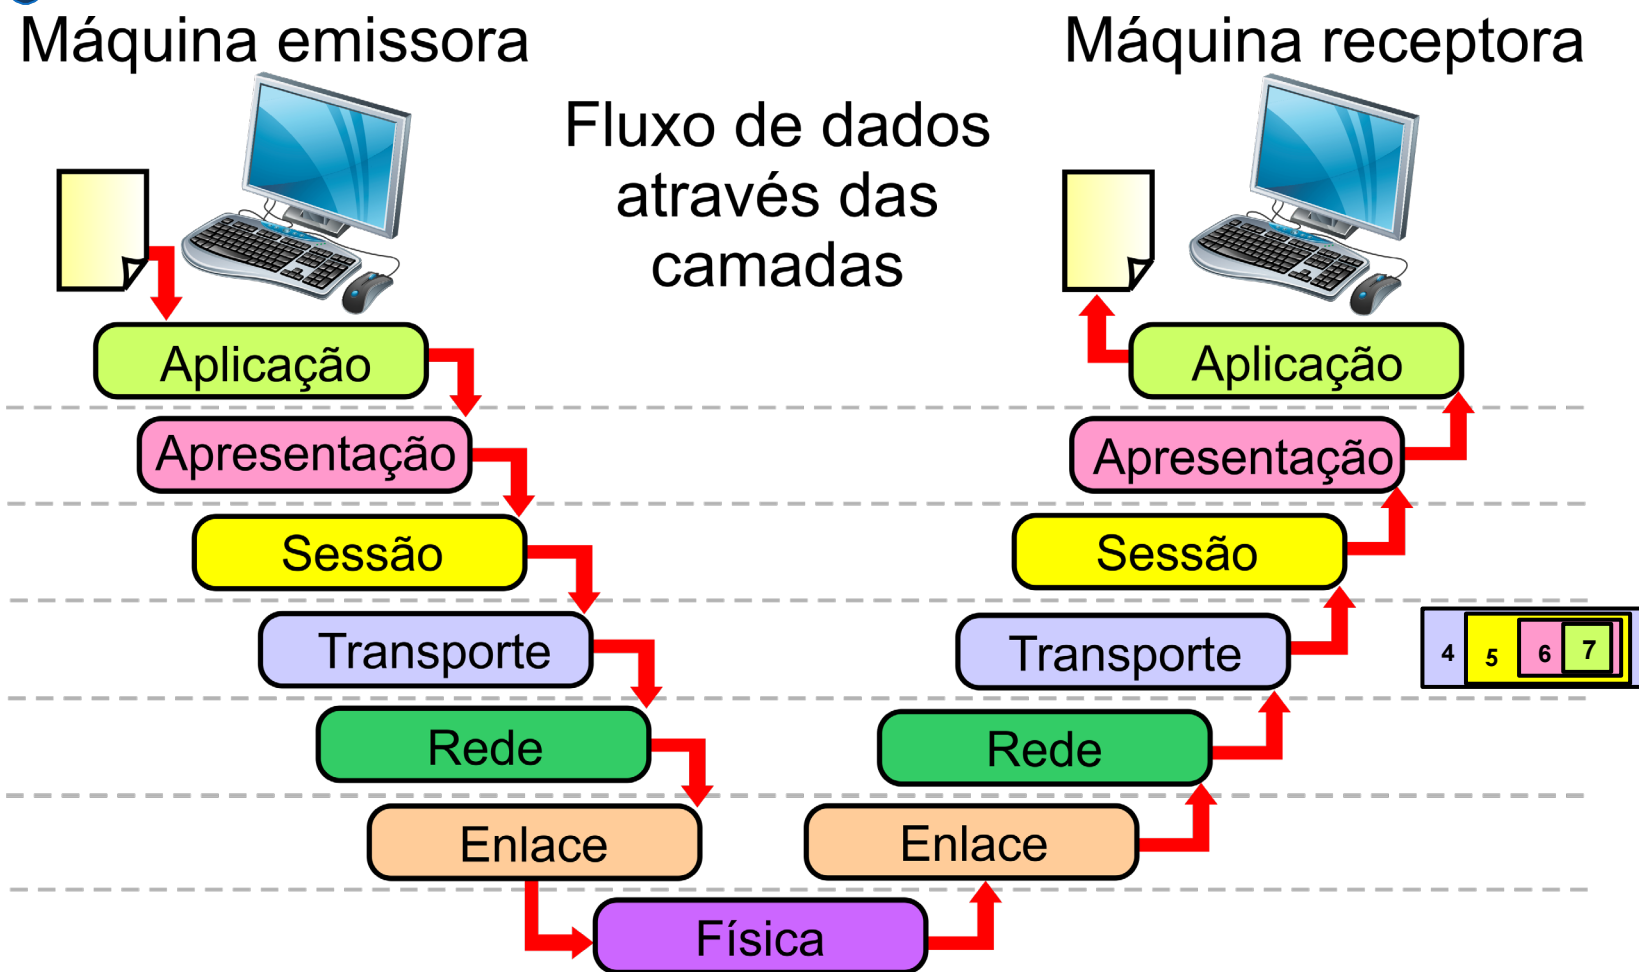 Máquina emissora
Máquina receptora
Fluxo de dados
através das
camadas
Aplicação
Aplicação
Apresentação
Apresentação
Sessão
Sessão
Transporte
Transporte
4 5 6 7
Rede
Rede
Enlace
Enlace
Física